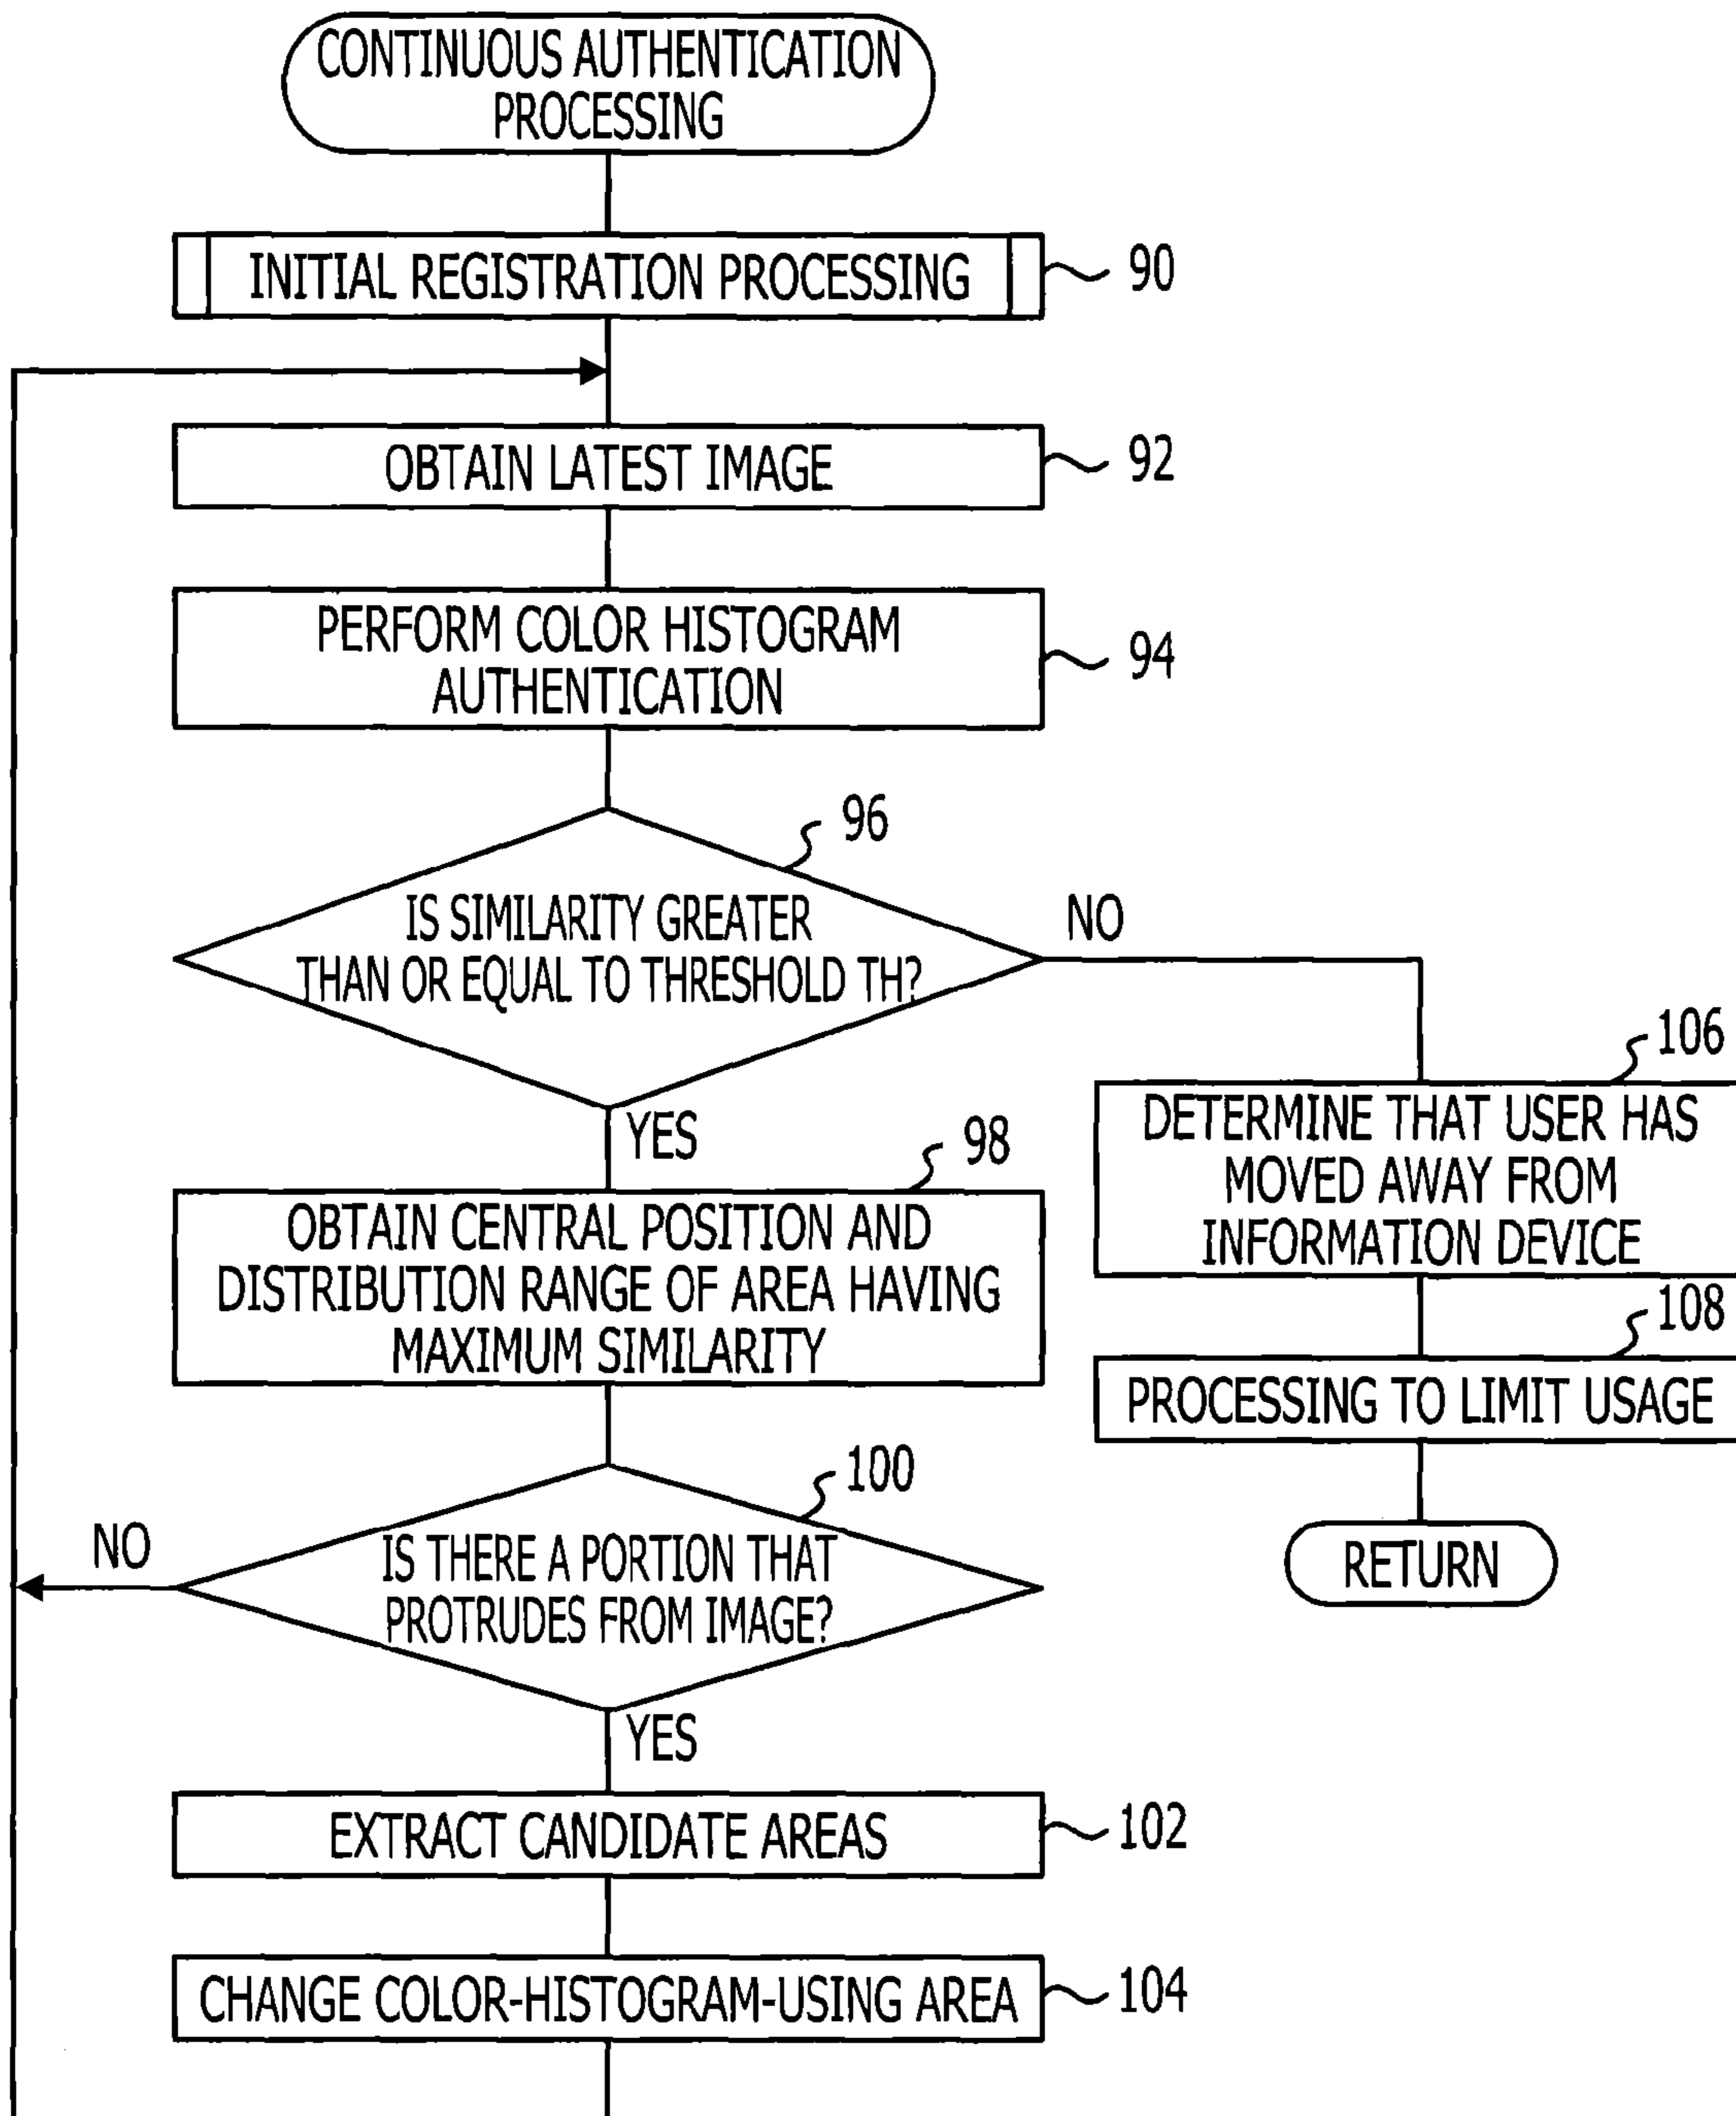 CONTINUOUS AUTHENTICATION
PROCESSING
INITIAL REGISTRATION PROCESSING
90
OBTAIN LATEST IMAGE
92
PERFORM COLOR HISTOGRAM
AUTHENTICATION
94
96
IS SIMILARITY GREATER
THAN OR EQUAL TO THRESHOLD TH?
NO
YES
106
DETERMINE THAT USER HAS
MOVED AWAY FROM
INFORMATION DEVICE
98
OBTAIN CENTRAL POSITION AND
DISTRIBUTION RANGE OF AREA HAVING
MAXIMUM SIMILARITY
108
PROCESSING TO LIMIT USAGE
RETURN
100
IS THERE A PORTION THAT
PROTRUDES FROM IMAGE?
NO
YES
EXTRACT CANDIDATE AREAS
102
CHANGE COLOR-HISTOGRAM-USING AREA
104